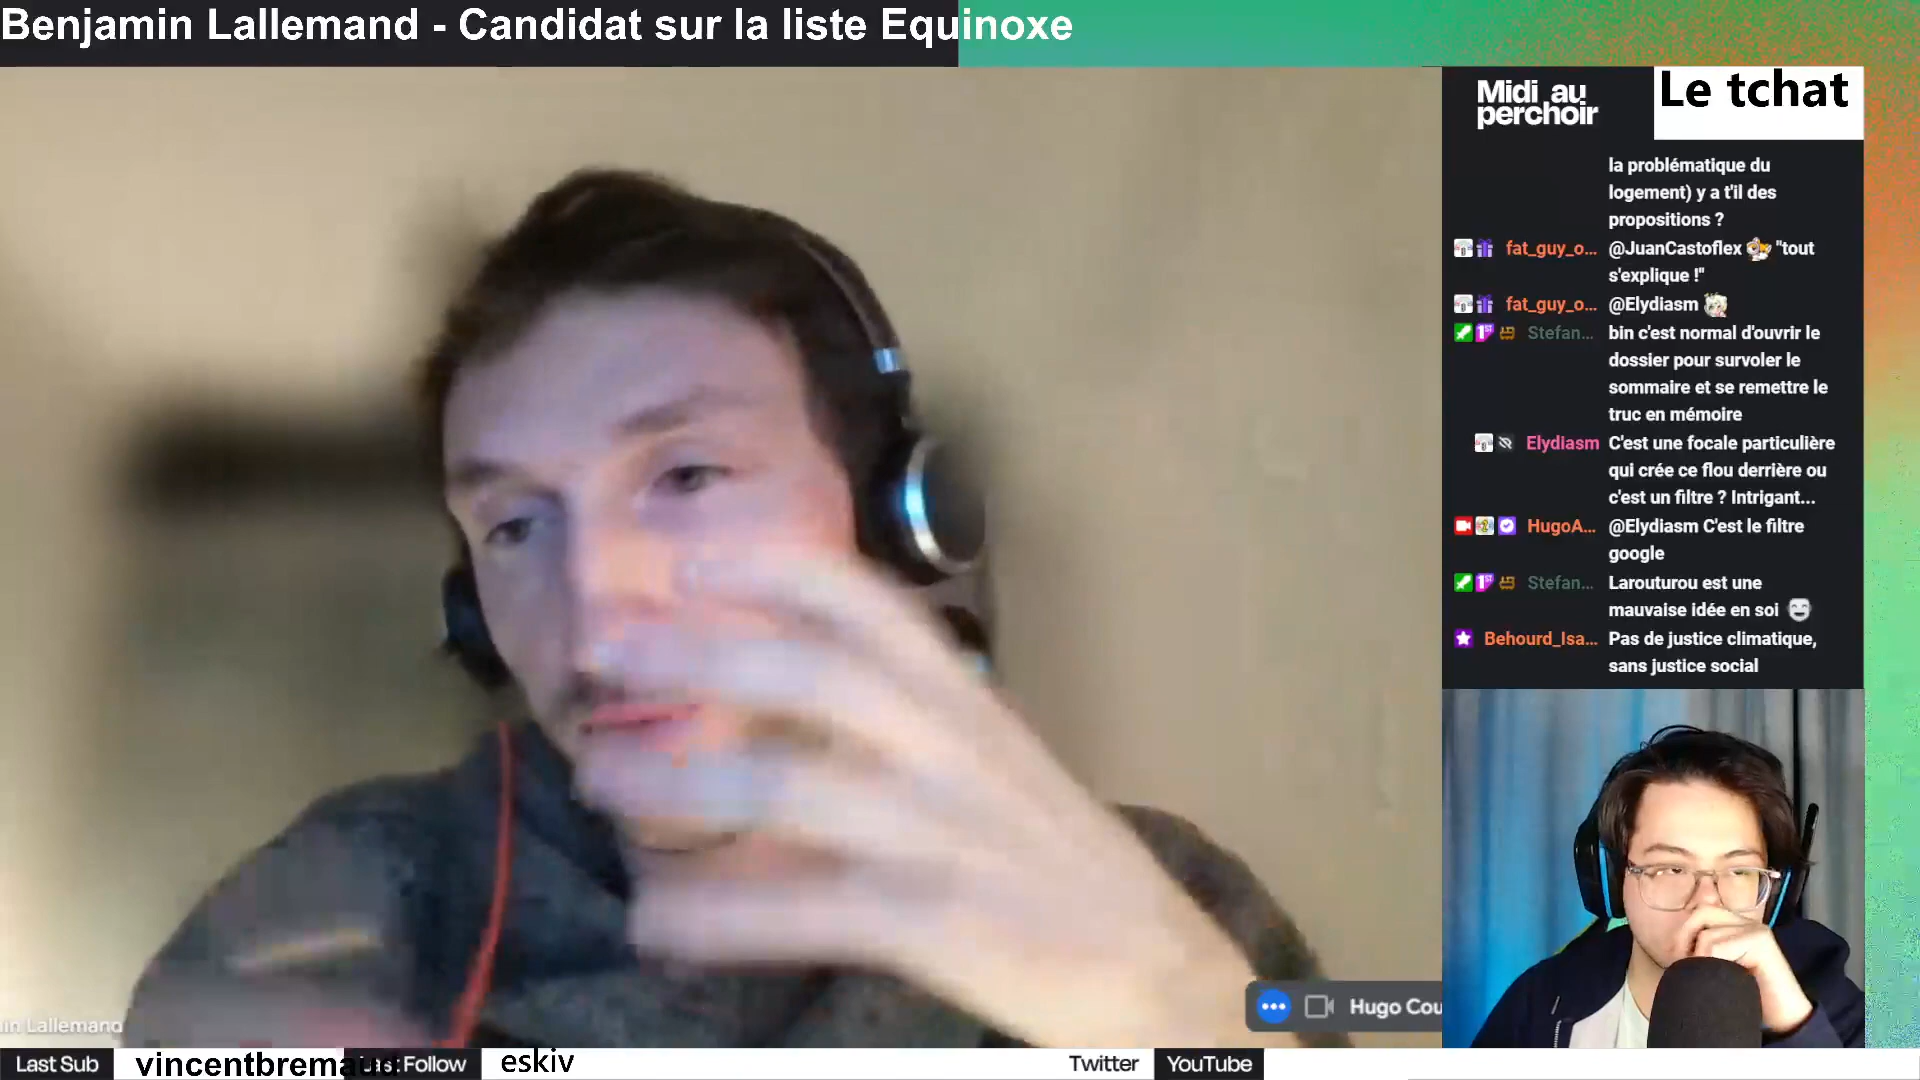 Benjamin Lallemand - Candidat sur la liste Equinoxe
Midi au
perchoir
Le tchat
la problématique du
logement) y a t'il des
propositions ?
fat_guy_o... @JuanCastoflex "tout
s'explique !"
fat_guy_o... @Elydiasm
Stefan... bin c'est normal d'ouvrir le
dossier pour survoler le
sommaire et se remettre le
truc en mémoire
Elydiasm C'est une focale particulière
qui crée ce flou derrière ou
c'est un filtre ? Intrigant...
HugoA... @Elydiasm C'est le filtre
google
Stefan... Larouturou est une
mauvaise idée en soi
Behourd_Isa... Pas de justice climatique,
sans justice social
Hugo Cou
in Lallemand
Last Sub vincentbremaud Last Follow eskiv Twitter YouTube